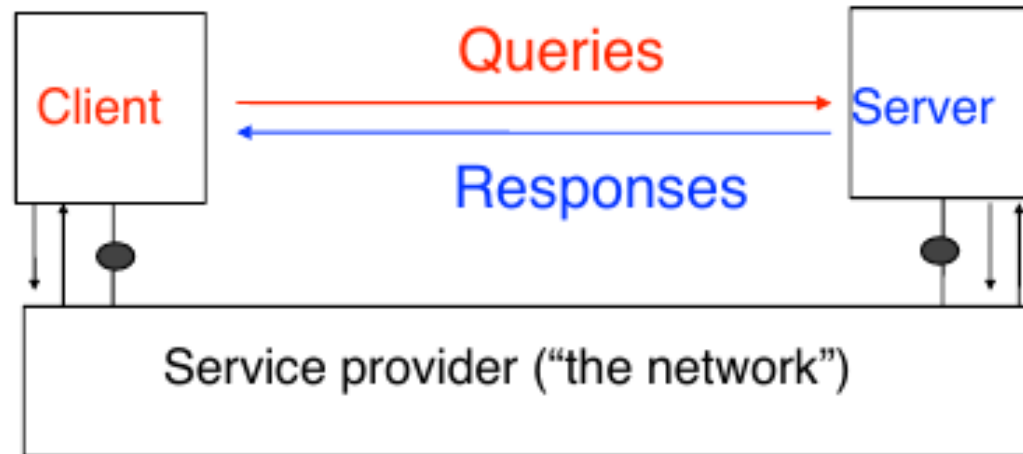 Queries
Client
Server
Responses
Service provider (“the network”)